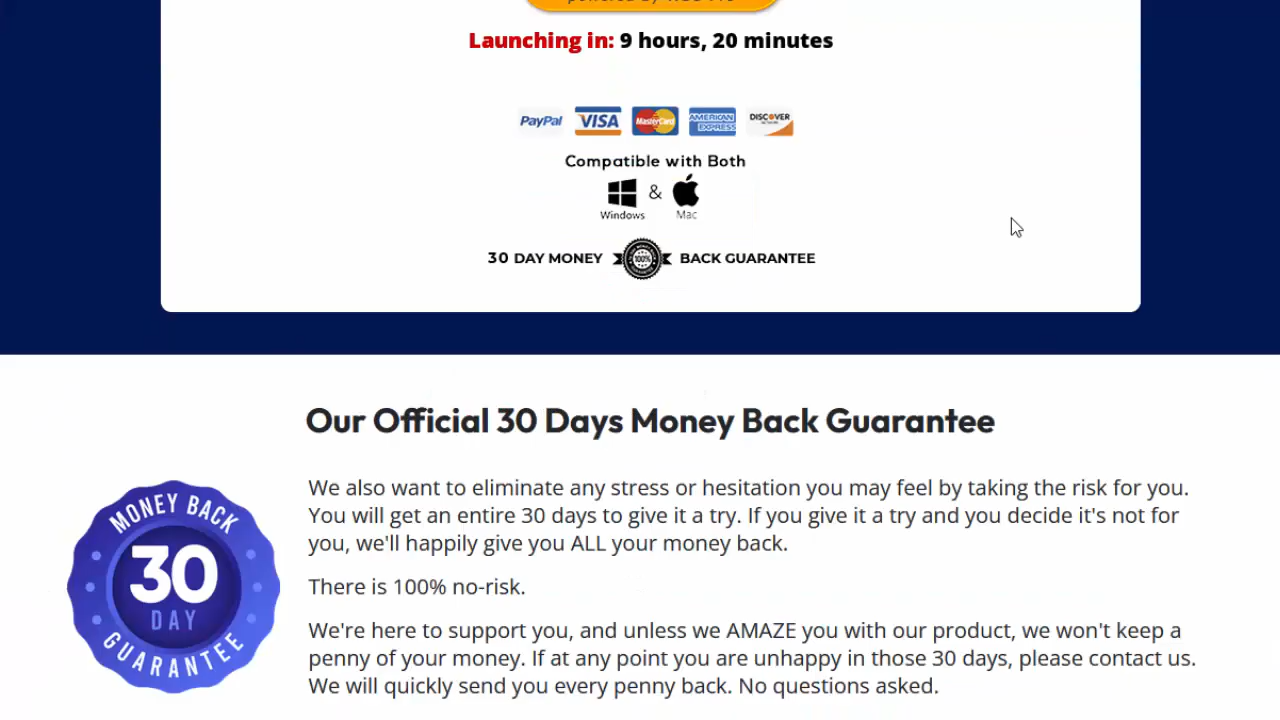 Launching in: 9 hours, 20 minutes
PayPal VISA MasterCard AMERICAN EXPRESS DISCOVER
Compatible with Both
Windows & Mac
30 DAY MONEY 100% BACK GUARANTEE
Our Official 30 Days Money Back Guarantee
We also want to eliminate any stress or hesitation you may feel by taking the risk for you.
You will get an entire 30 days to give it a try. If you give it a try and you decide it's not for
you, we'll happily give you ALL your money back.
There is 100% no-risk.
We're here to support you, and unless we AMAZE you with our product, we won't keep a
penny of your money. If at any point you are unhappy in those 30 days, please contact us.
We will quickly send you every penny back. No questions asked.
MONEY BACK
30
DAY
GUARANTEE